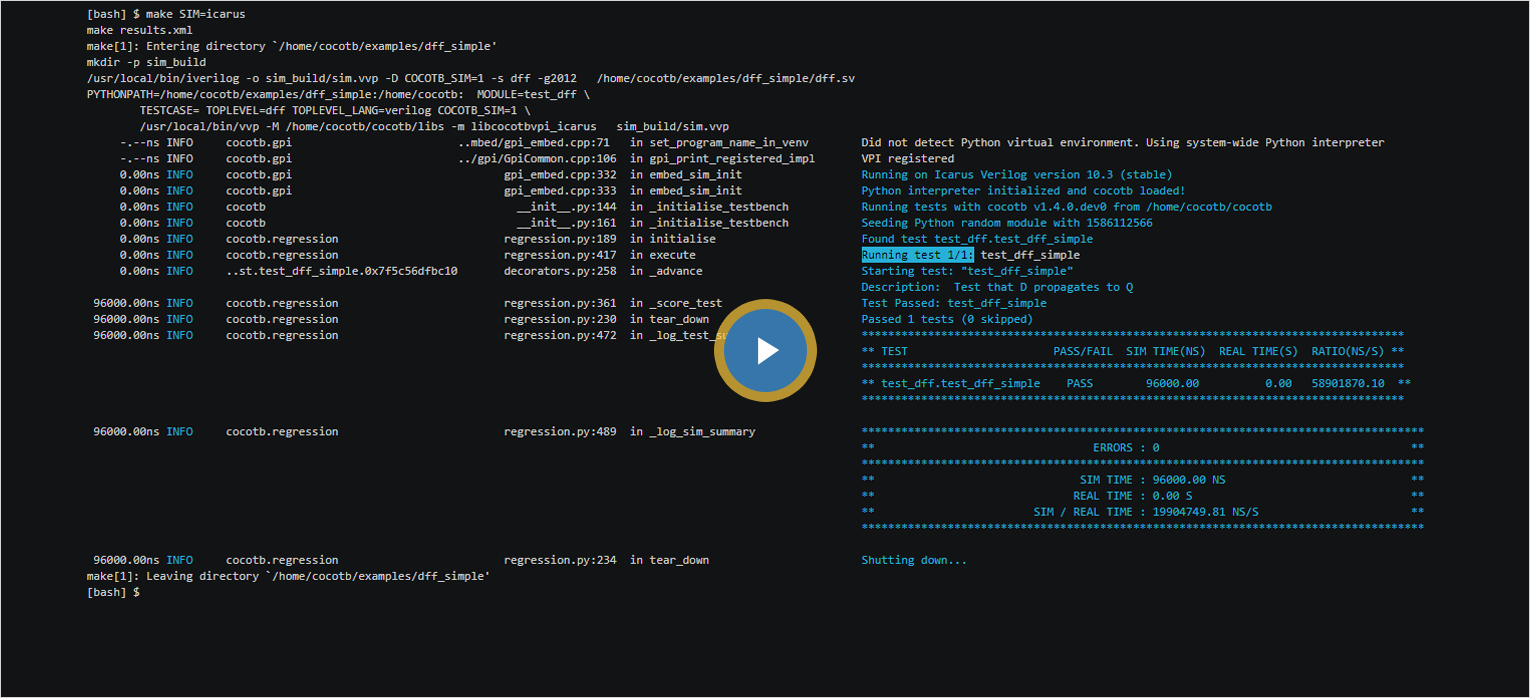 [bash] $ make SIM=icarus
make results.xml
make[1]: Entering directory `/home/cocotb/examples/dff_simple'
mkdir -p sim_build
/usr/local/bin/iverilog -o sim_build/sim.vvp -D COCOTB_SIM=1 -s dff -g2012   /home/cocotb/examples/dff_simple/dff.sv
PYTHONPATH=/home/cocotb/examples/dff_simple:/home/cocotb:  MODULE=test_dff \
        TESTCASE= TOPLEVEL=dff TOPLEVEL_LANG=verilog COCOTB_SIM=1 \
        /usr/local/bin/vvp -M /home/cocotb/cocotb/libs -m libcocotbvpi_icarus   sim_build/sim.vvp
-.--ns INFO     cocotb.gpi                         ..mbed/gpi_embed.cpp:71   in set_program_name_in_venv        Did not detect Python virtual environment. Using system-wide Python interpreter
-.--ns INFO     cocotb.gpi                         ../gpi/GpiCommon.cpp:106  in gpi_print_registered_impl       VPI registered
0.00ns INFO     cocotb.gpi                                gpi_embed.cpp:332  in embed_sim_init                  Running on Icarus Verilog version 10.3 (stable)
0.00ns INFO     cocotb.gpi                                gpi_embed.cpp:333  in embed_sim_init                  Python interpreter initialized and cocotb loaded!
0.00ns INFO     cocotb                                      __init__.py:144  in _initialise_testbench           Running tests with cocotb v1.4.0.dev0 from /home/cocotb/cocotb
0.00ns INFO     cocotb                                      __init__.py:161  in _initialise_testbench           Seeding Python random module with 1586112566
0.00ns INFO     cocotb.regression                         regression.py:189  in initialise                      Found test test_dff.test_dff_simple
0.00ns INFO     cocotb.regression                         regression.py:417  in execute                         Running test 1/1: test_dff_simple
0.00ns INFO     ..st.test_dff_simple.0x7f5c56dfbc10       decorators.py:258  in _advance                        Starting test: "test_dff_simple"
Description:  Test that D propagates to Q
96000.00ns INFO     cocotb.regression                         regression.py:361  in _score_test                     Test Passed: test_dff_simple
96000.00ns INFO     cocotb.regression                         regression.py:230  in tear_down                       Passed 1 tests (0 skipped)
96000.00ns INFO     cocotb.regression                         regression.py:472  in                    **********************************************************************************
** TEST                      PASS/FAIL  SIM TIME(NS)  REAL TIME(S)  RATIO(NS/S) **
**********************************************************************************
** test_dff.test_dff_simple    PASS        96000.00          0.00   58901870.10  **
**********************************************************************************
96000.00ns INFO     cocotb.regression                         regression.py:489  in _log_sim_summary                *************************************************************************************
**                                 ERRORS : 0                                      **
*************************************************************************************
**                               SIM TIME : 96000.00 NS                            **
**                              REAL TIME : 0.00 S                                 **
**                        SIM / REAL TIME : 19904749.81 NS/S                       **
*************************************************************************************
96000.00ns INFO     cocotb.regression                         regression.py:234  in tear_down                       Shutting down...
make[1]: Leaving directory `/home/cocotb/examples/dff_simple'
[bash] $